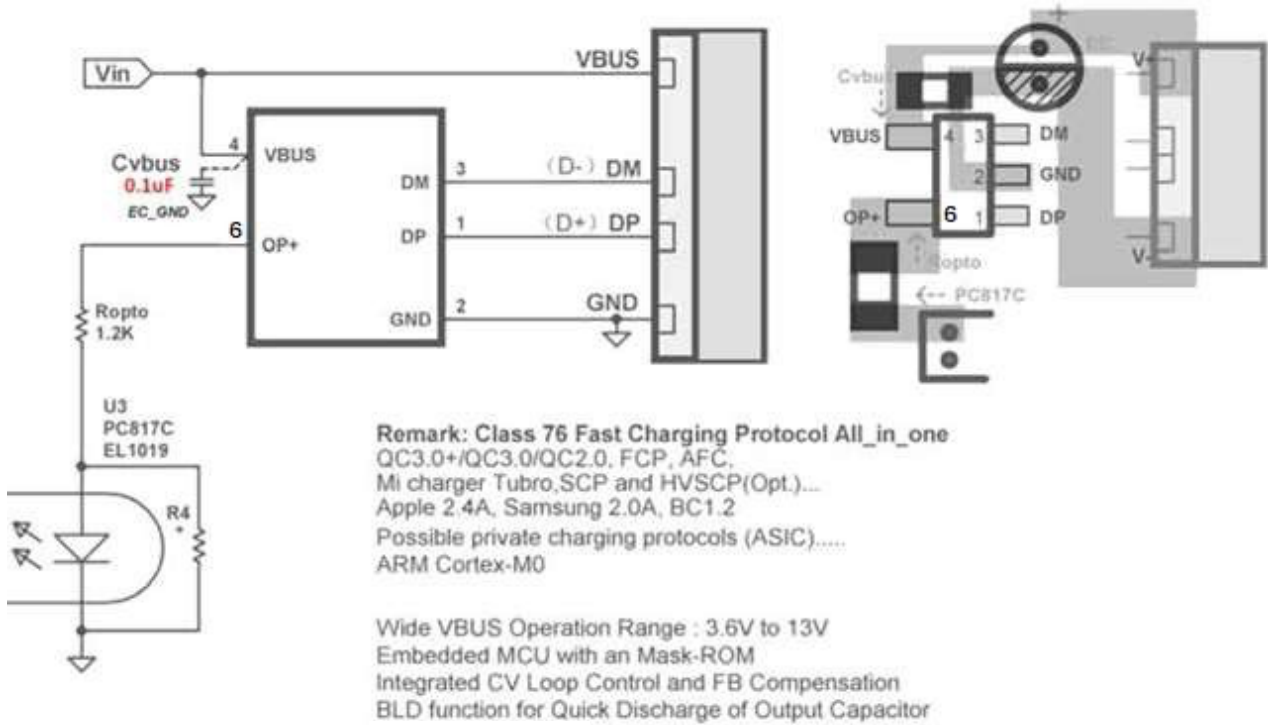 Vin
VBUS
4
VBUS
Cvbus
0.1uF
EC_GND
DM
3
(D-) DM
6
OP+
DP
1
(D+) DP
GND
2
GND
Ropto
1.2K
U3
PC817C
EL1019
R4
*
+
V+
VBUS
4
3
DM
2
GND
OP+
6
1
DP
V-
Ropto
<-- PC817C
Remark: Class 76 Fast Charging Protocol All_in_one
QC3.0+/QC3.0/QC2.0, FCP, AFC,
Mi charger Tubro,SCP and HVSCP(Opt.)...
Apple 2.4A, Samsung 2.0A, BC1.2
Possible private charging protocols (ASIC).....
ARM Cortex-M0
Wide VBUS Operation Range : 3.6V to 13V
Embedded MCU with an Mask-ROM
Integrated CV Loop Control and FB Compensation
BLD function for Quick Discharge of Output Capacitor